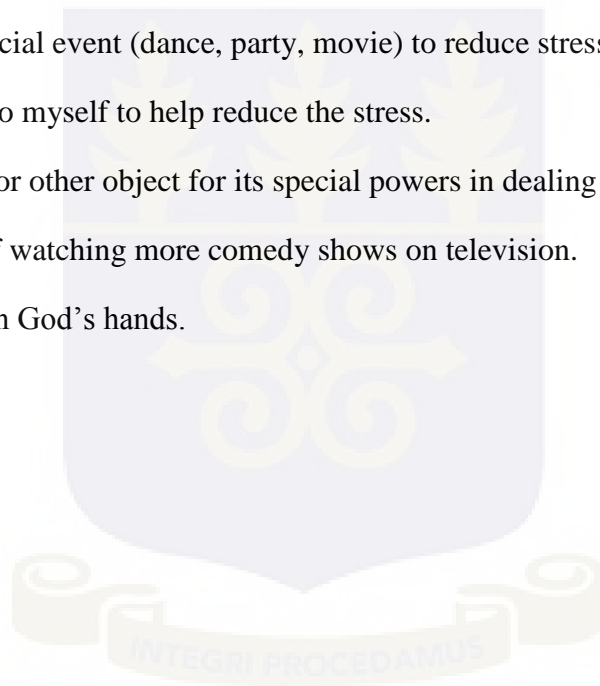 cial event (dance, party, movie) to reduce stress
o myself to help reduce the stress.
or other object for its special powers in dealing
f watching more comedy shows on television.
n God's hands.
INTEGRI PROCEDAMUS